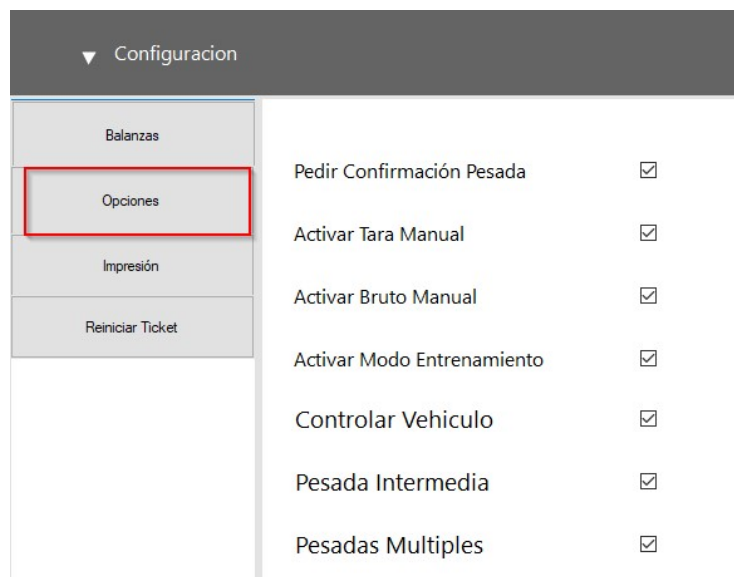 Configuracion
Balanzas
Opciones
Impresión
Reiniciar Ticket
Pedir Confirmación Pesada
Activar Tara Manual
Activar Bruto Manual
Activar Modo Entrenamiento
Controlar Vehiculo
Pesada Intermedia
Pesadas Multiples